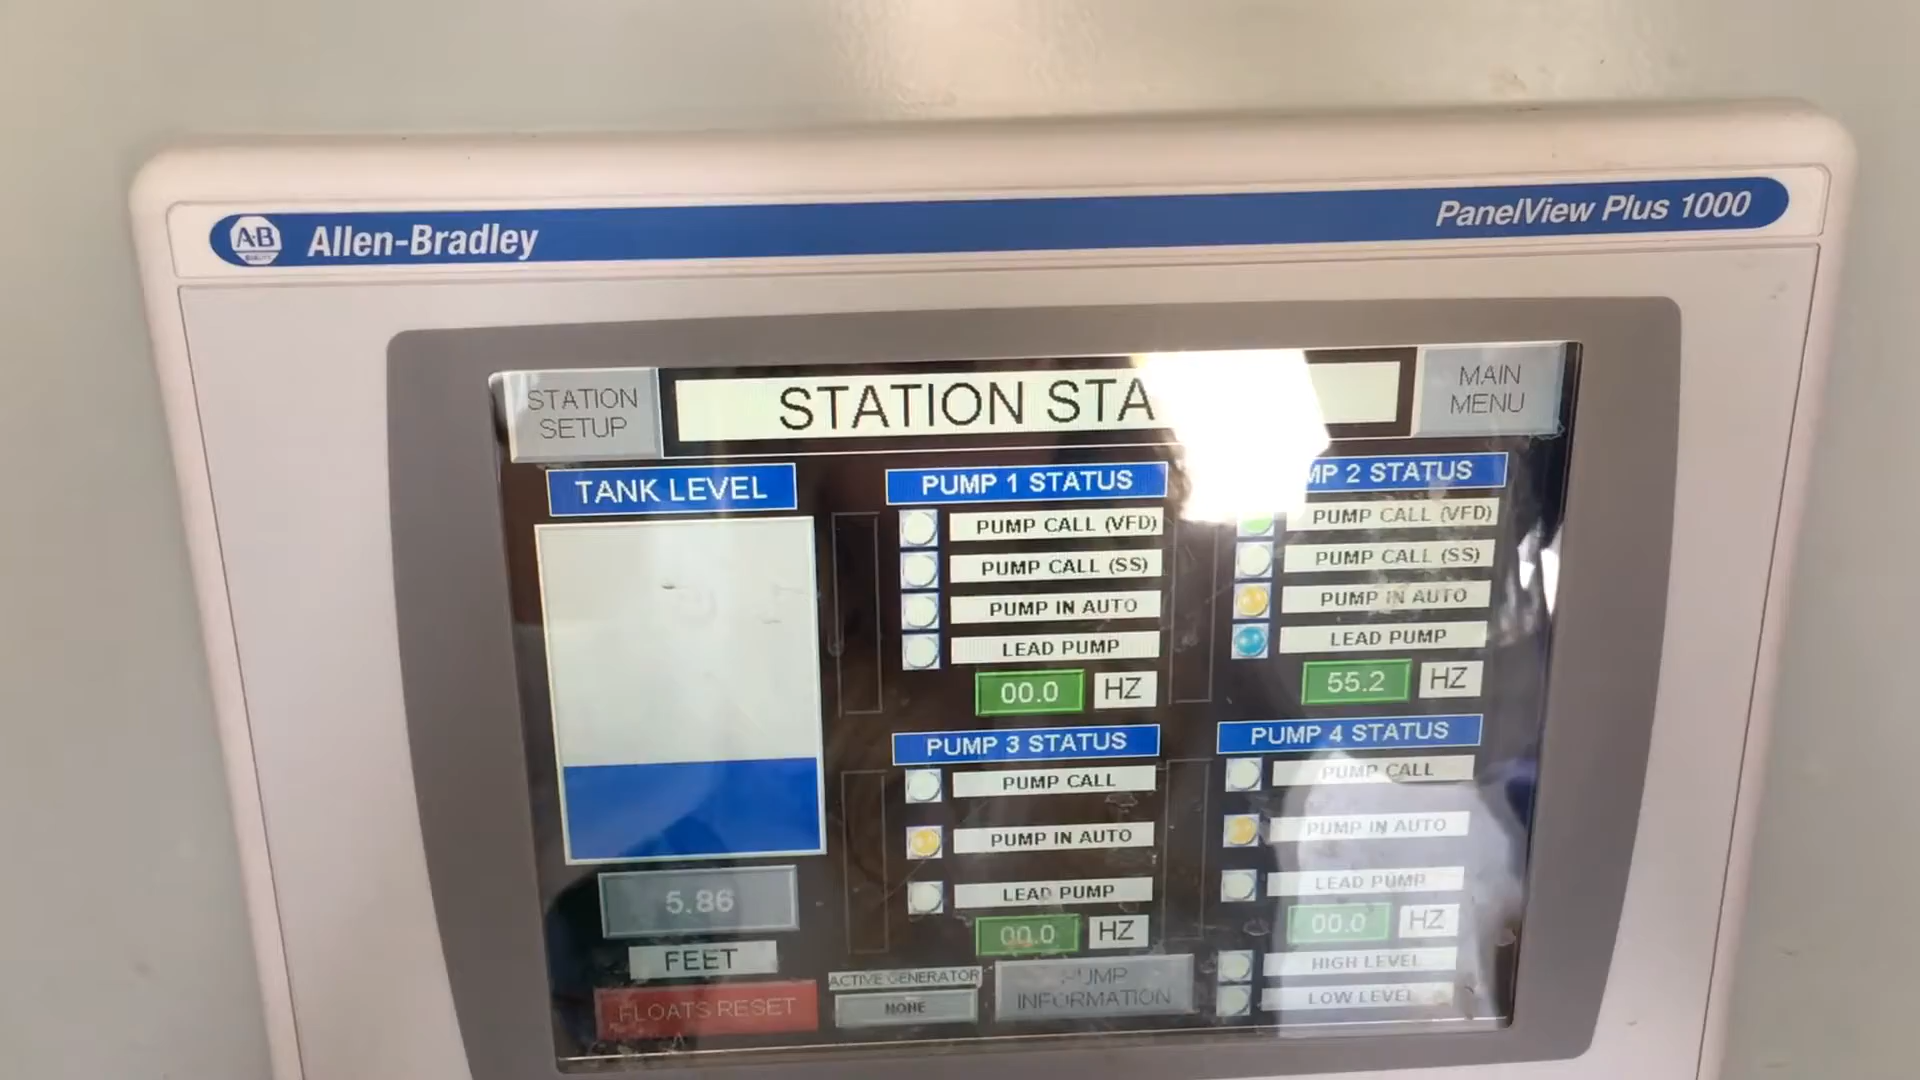 A-B
QUALITY
Allen-Bradley
PanelView Plus 1000
STATION
SETUP
STATION STA
MAIN
MENU
TANK LEVEL
5.86
FEET
FLOATS RESET
PUMP 1 STATUS
PUMP CALL (VFD)
PUMP CALL (SS)
PUMP IN AUTO
LEAD PUMP
00.0 HZ
MP 2 STATUS
PUMP CALL (VFD)
PUMP CALL (SS)
PUMP IN AUTO
LEAD PUMP
55.2 HZ
PUMP 3 STATUS
PUMP CALL
PUMP IN AUTO
LEAD PUMP
00.0 HZ
PUMP 4 STATUS
PUMP CALL
PUMP IN AUTO
LEAD PUMP
00.0 HZ
ACTIVE GENERATOR
NONE
PUMP
INFORMATION
HIGH LEVEL
LOW LEVEL